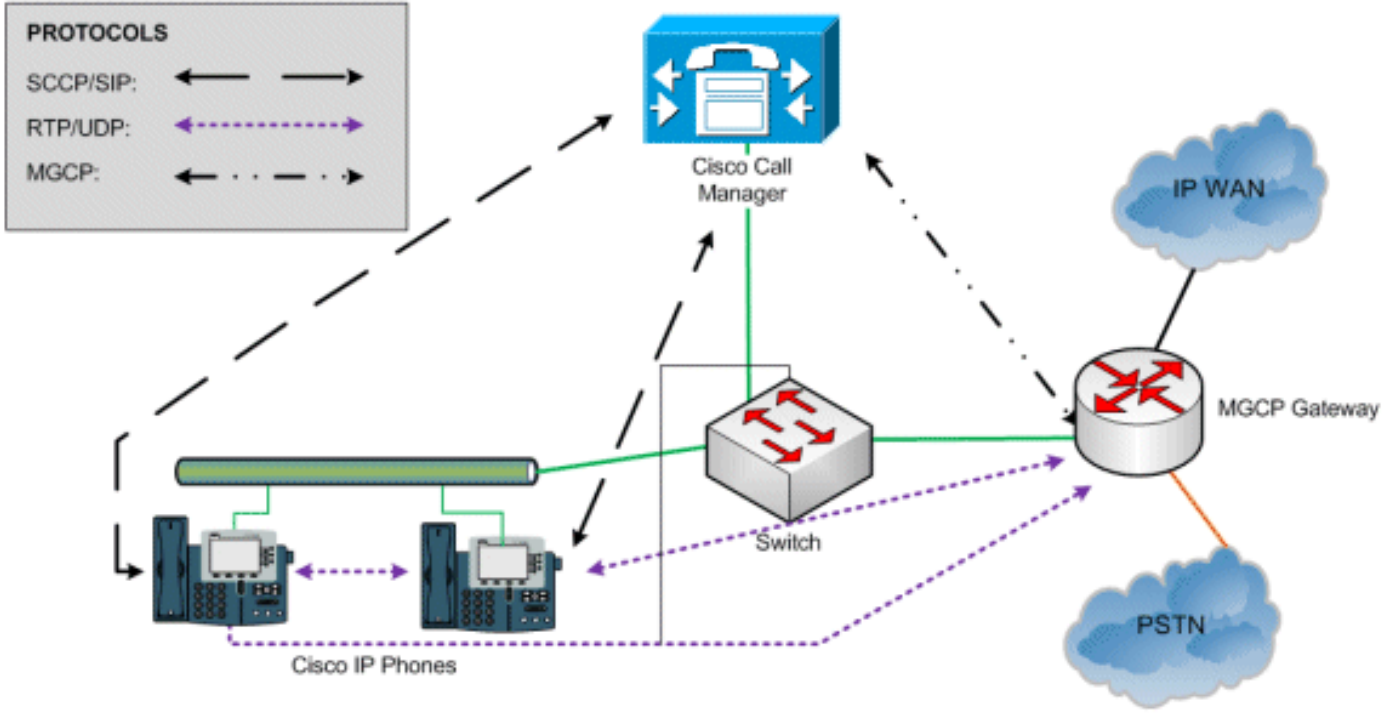 PROTOCOLS
SCCP/SIP:
RTP/UDP:
MGCP:
Cisco Call
Manager
IP WAN
MGCP Gateway
Switch
PSTN
Cisco IP Phones